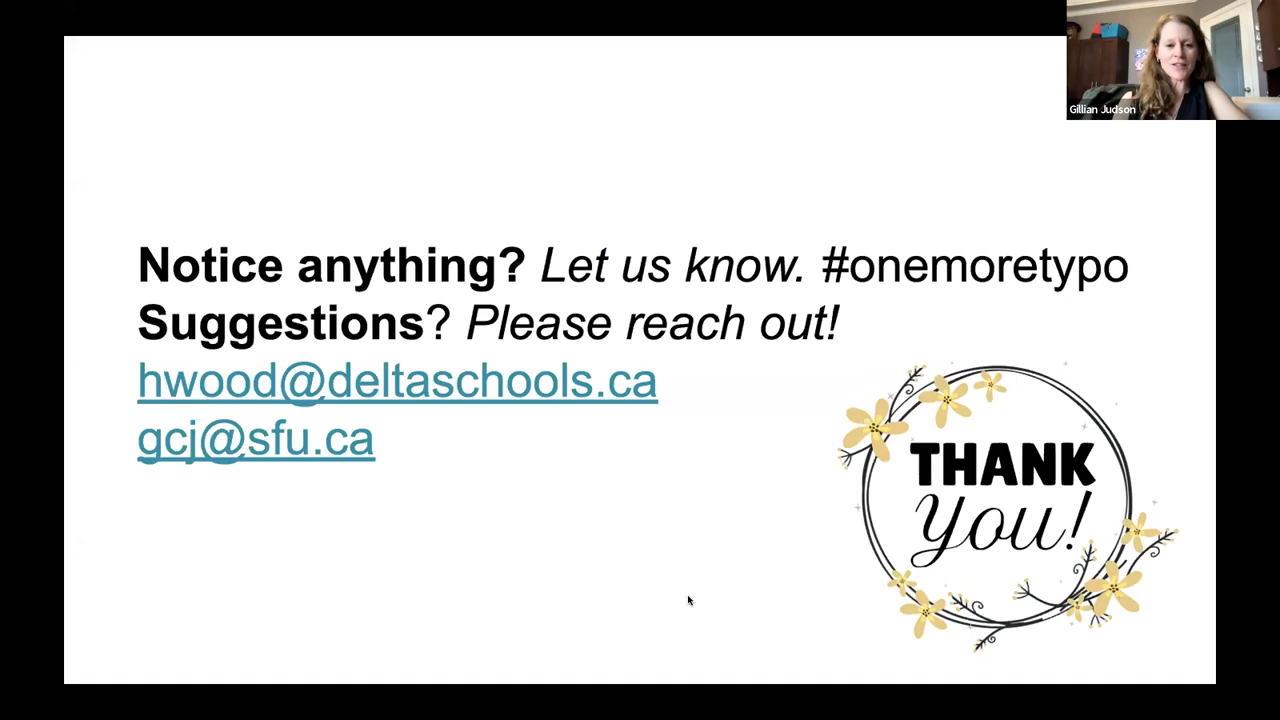 Gillian Judson
Notice anything? Let us know. #onemoretypo
Suggestions? Please reach out!
hwood@deltaschools.ca
gcj@sfu.ca
THANK
You!